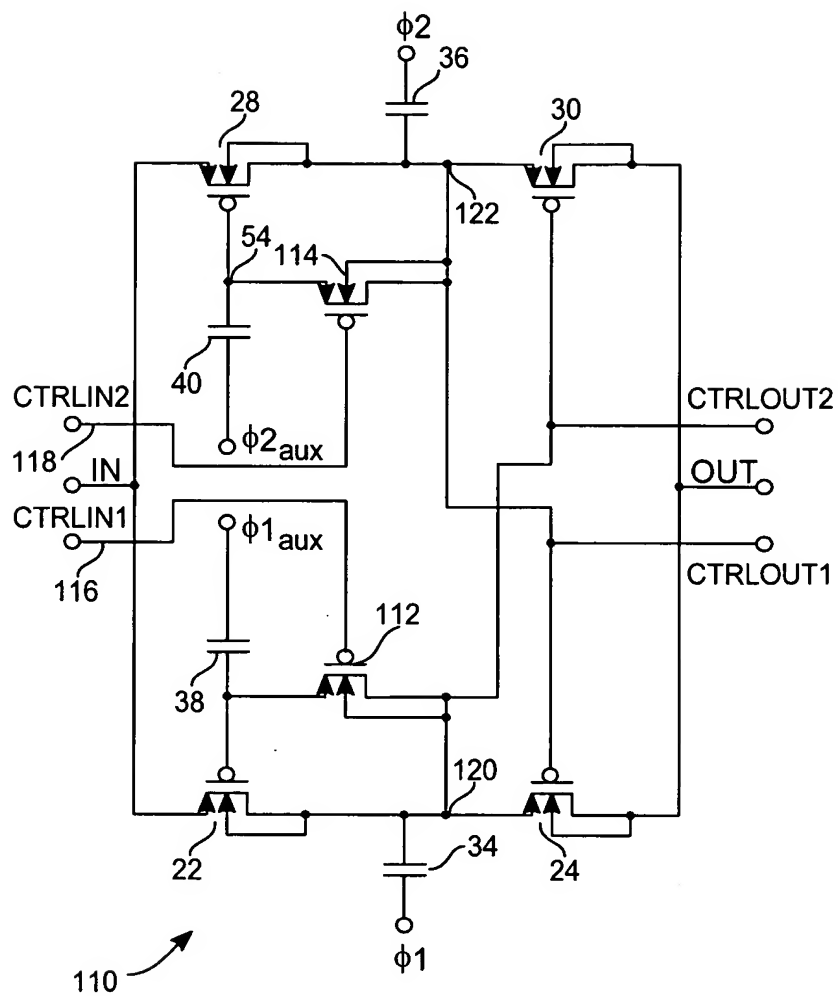 ϕ2
36
28
30
122
54
114
40
CTRLIN2
CTRLOUT2
118
ϕ2aux
IN
OUT
CTRLIN1
ϕ1aux
CTRLOUT1
116
112
38
120
22
34
24
110
ϕ1